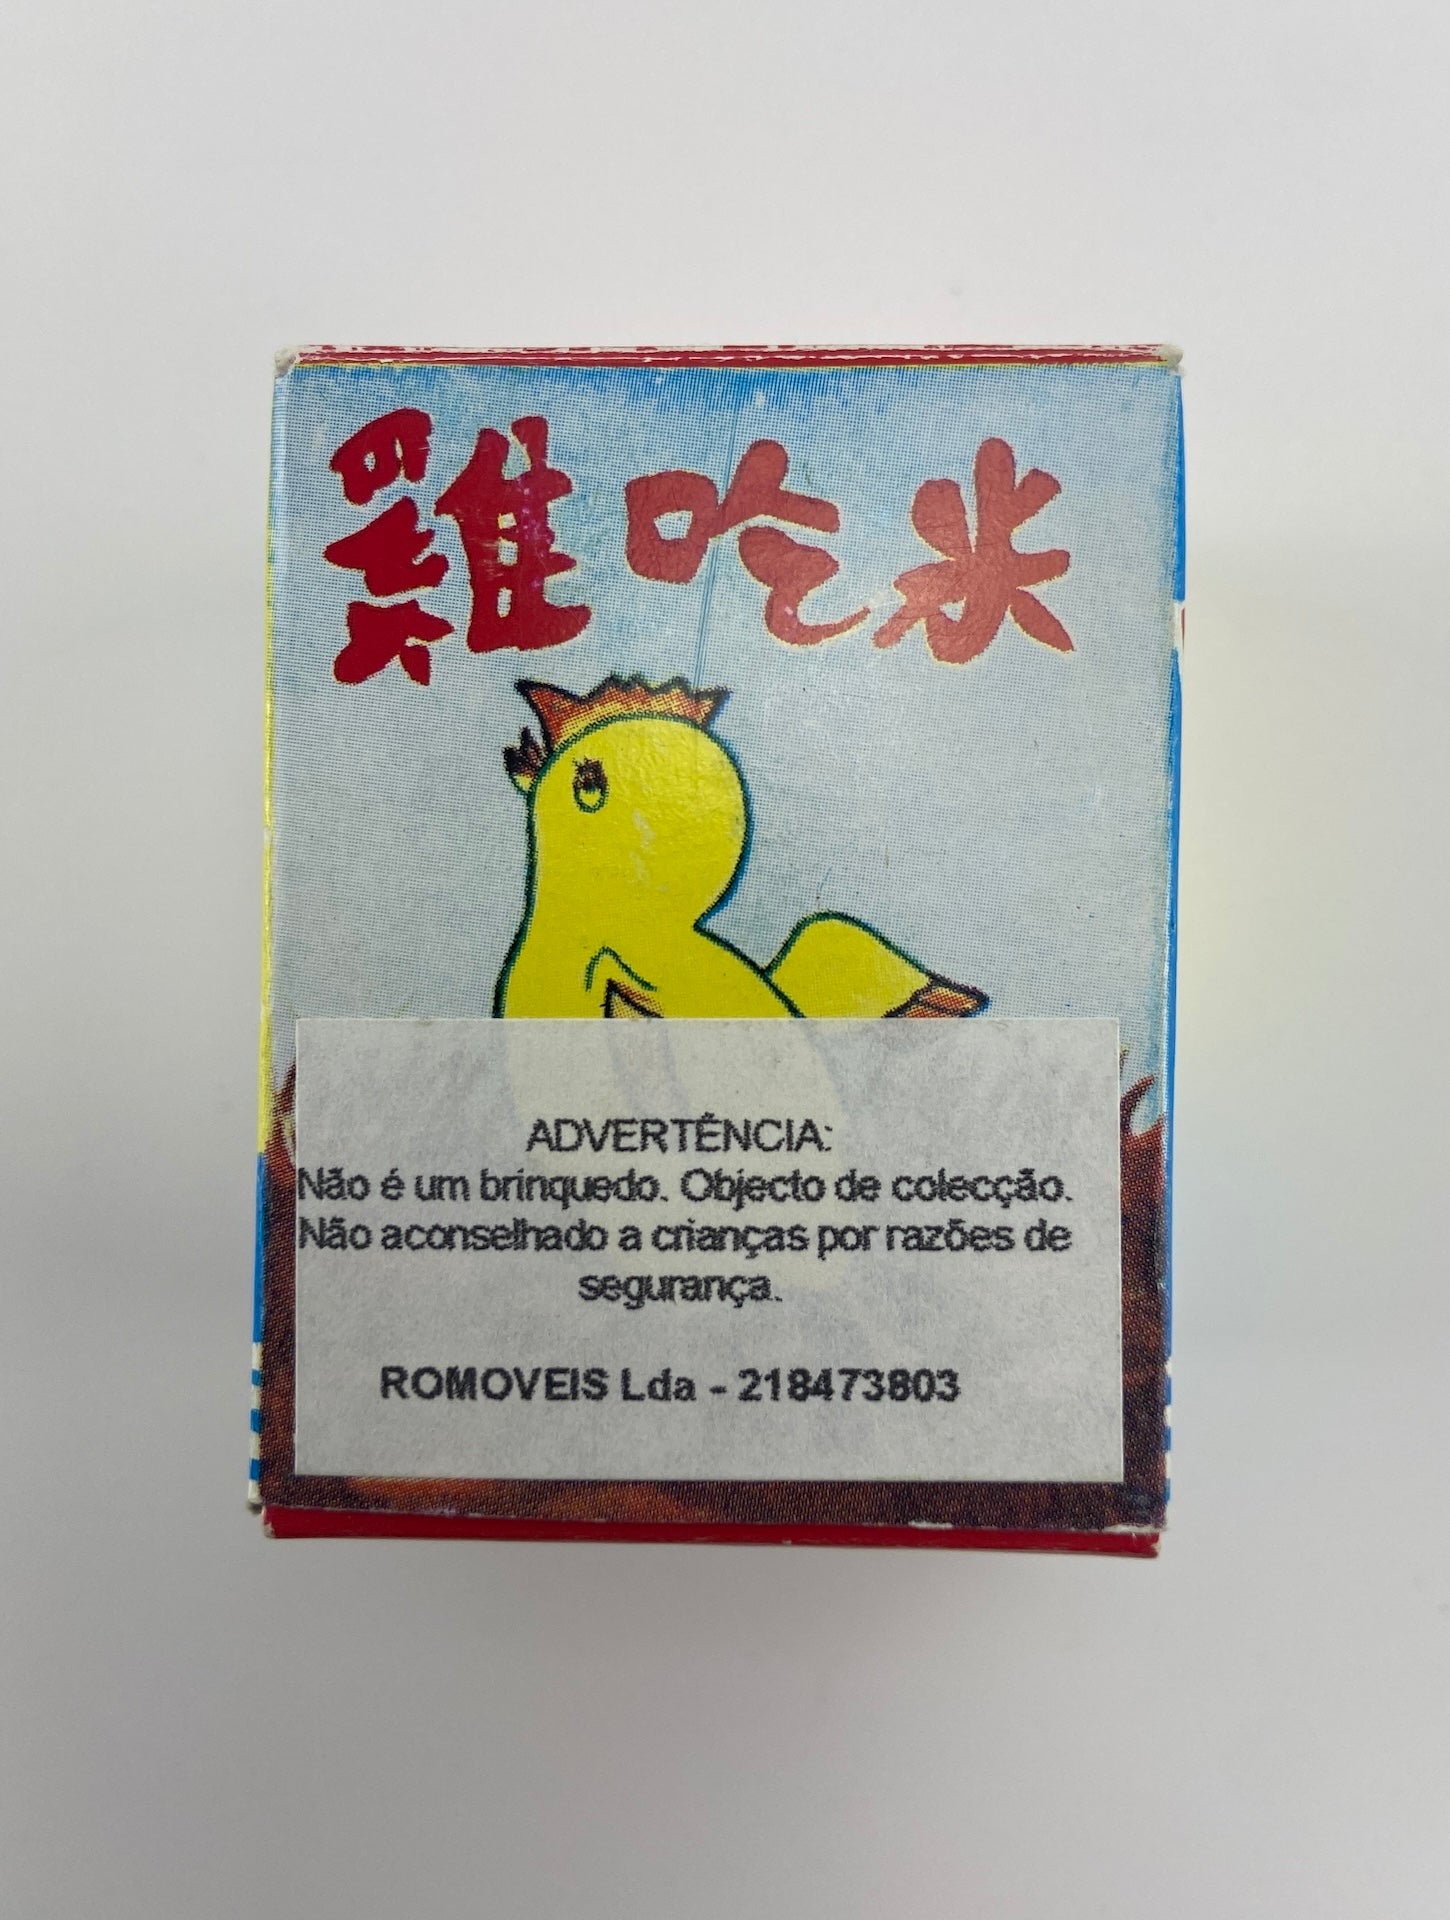 雞吃米
ADVERTÊNCIA:
Não é um brinquedo. Objecto de colecção.
Não aconselhado a crianças por razões de
segurança.
ROMOVEIS Lda - 218473803